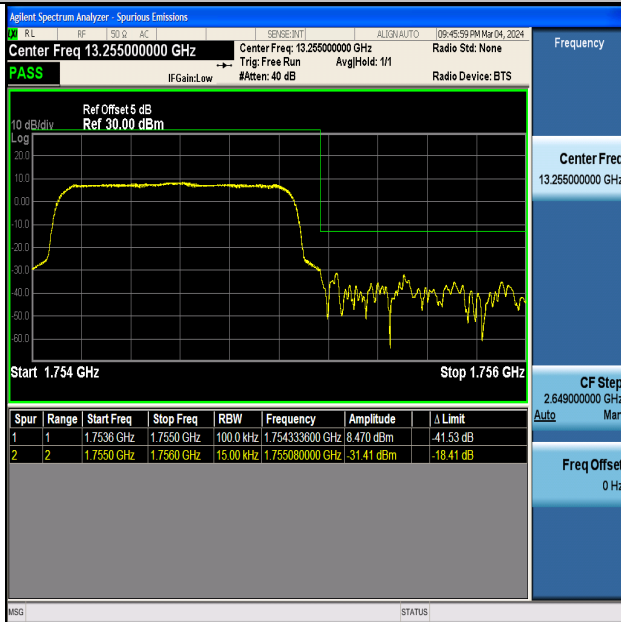 Agilent Spectrum Analyzer - Spurious Emissions
RL RF 50 Ω AC SENSE:INT ALIGNAUTO 09:45:59 PM Mar 04, 2024
Center Freq 13.255000000 GHz Center Freq: 13.255000000 GHz Radio Std: None Frequency
Trig: Free Run Avg|Hold: 1/1
PASS IFGain:Low #Atten: 40 dB Radio Device: BTS
Ref Offset 5 dB
10 dB/div Ref 30.00 dBm
Log
20.0
10.0
0.00
-10.0
-20.0
-30.0
-40.0
-50.0
-60.0
Start 1.754 GHz Stop 1.756 GHz
Center Freq
13.255000000 GHz
CF Step
2.649000000 GHz
Auto Man
Freq Offset
0 Hz
Spur Range Start Freq Stop Freq RBW Frequency Amplitude Δ Limit
1 1 1.7536 GHz 1.7550 GHz 100.0 kHz 1.754333600 GHz 8.470 dBm -41.53 dB
2 2 1.7550 GHz 1.7560 GHz 15.00 kHz 1.755080000 GHz -31.41 dBm -18.41 dB
MSG STATUS